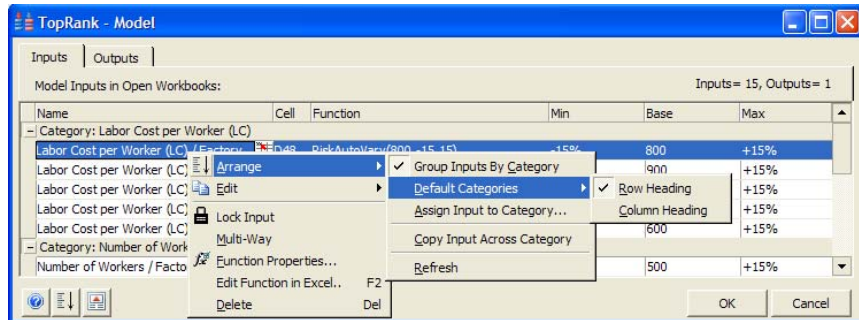 TopRank - Model
Inputs Outputs
Model Inputs in Open Workbooks: Inputs= 15, Outputs= 1
Name Cell Function Min Base Max
Category: Labor Cost per Worker (LC)
Labor Cost per Worker (LC) / Factory D48 RiskAutoVary(800,-15,15) -15% 800 +15%
Labor Cost per Worker (LC) 900 +15%
Labor Cost per Worker (LC) +15%
Labor Cost per Worker (LC) +15%
Labor Cost per Worker (LC) 600 +15%
Category: Number of Work
Number of Workers / Facto 500 +15%
Arrange
Edit
Lock Input
Multi-Way
Function Properties...
Edit Function in Excel.. F2
Delete Del
Group Inputs By Category
Default Categories
Assign Input to Category...
Copy Input Across Category
Refresh
Row Heading
Column Heading
OK Cancel